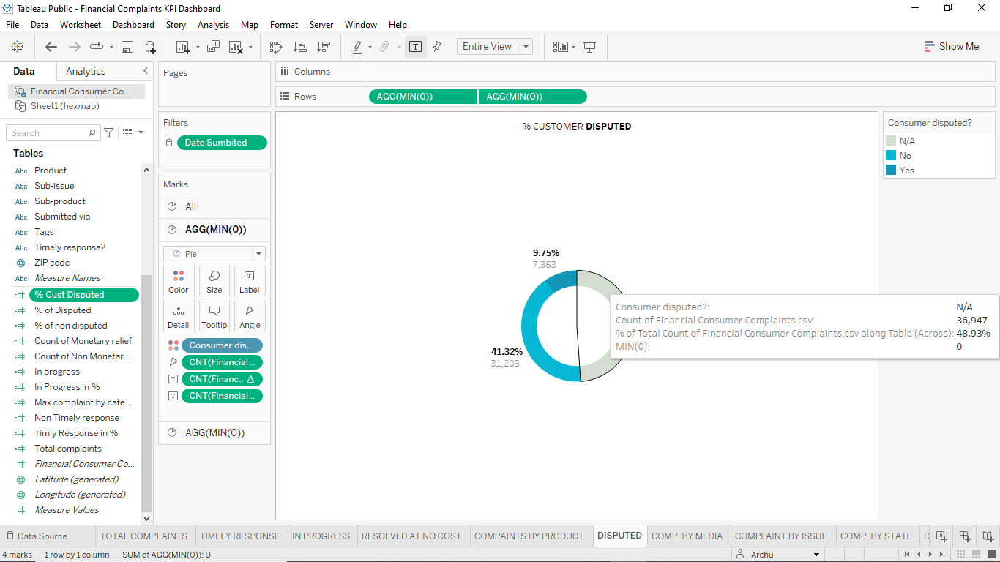 Tableau Public - Financial Complaints KPI Dashboard
File Data Worksheet Dashboard Story Analysis Map Format Server Window Help
Entire View
Show Me
Data Analytics
Financial Consumer Co...
Sheet1 (hexmap)
Search
Tables
Abc Product
Abc Sub-issue
Abc Sub-product
Abc Submitted via
Abc Tags
Abc Timely response?
ZIP code
Abc Measure Names
% Cust Disputed
% of Disputed
% of non disputed
Count of Monetary relief
Count of Non Monetar...
In progress
In Progress in %
Max complaint by cate...
Non Timely response
Timly Response in %
Total complaints
Financial Consumer Co...
Latitude (generated)
Longitude (generated)
Measure Values
Pages
Filters
Date Sumbited
Marks
All
AGG(MIN(0))
Pie
Color Size Label
Detail Tooltip Angle
Consumer dis..
CNT(Financial ..
CNT(Financ.. Δ
CNT(Financial ..
AGG(MIN(0))
Columns
Rows AGG(MIN(0)) AGG(MIN(0))
% CUSTOMER DISPUTED
9.75%
7,363
41.32%
31,203
Consumer disputed?: N/A
Count of Financial Consumer Complaints.csv: 36,947
% of Total Count of Financial Consumer Complaints.csv along Table (Across): 48.93%
MIN(0): 0
Consumer disputed?
N/A
No
Yes
Data Source TOTAL COMPLAINTS TIMELY RESPONSE IN PROGRESS RESOLVED AT NO COST COMPAINTS BY PRODUCT DISPUTED COMP. BY MEDIA COMPLAINT BY ISSUE COMP. BY STATE D
4 marks 1 row by 1 column SUM of AGG(MIN(0)): 0 Archu